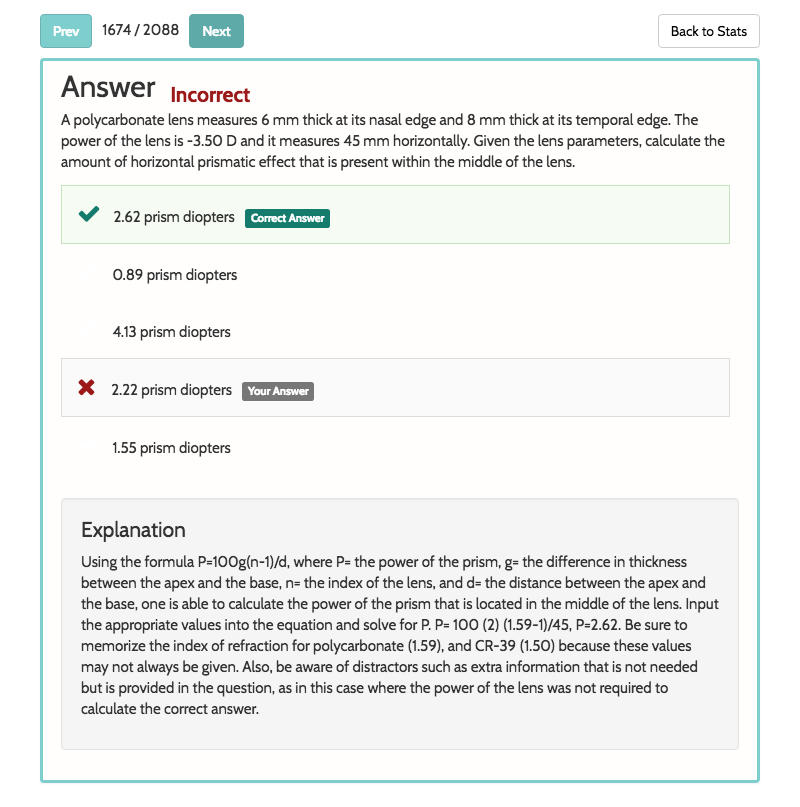 Prev 1674 / 2088 Next Back to Stats
Answer Incorrect
A polycarbonate lens measures 6 mm thick at its nasal edge and 8 mm thick at its temporal edge. The
power of the lens is -3.50 D and it measures 45 mm horizontally. Given the lens parameters, calculate the
amount of horizontal prismatic effect that is present within the middle of the lens.
2.62 prism diopters Correct Answer
0.89 prism diopters
4.13 prism diopters
2.22 prism diopters Your Answer
1.55 prism diopters
Explanation
Using the formula P=100g(n-1)/d, where P= the power of the prism, g= the difference in thickness
between the apex and the base, n= the index of the lens, and d= the distance between the apex and
the base, one is able to calculate the power of the prism that is located in the middle of the lens. Input
the appropriate values into the equation and solve for P. P= 100 (2) (1.59-1)/45, P=2.62. Be sure to
memorize the index of refraction for polycarbonate (1.59), and CR-39 (1.50) because these values
may not always be given. Also, be aware of distractors such as extra information that is not needed
but is provided in the question, as in this case where the power of the lens was not required to
calculate the correct answer.